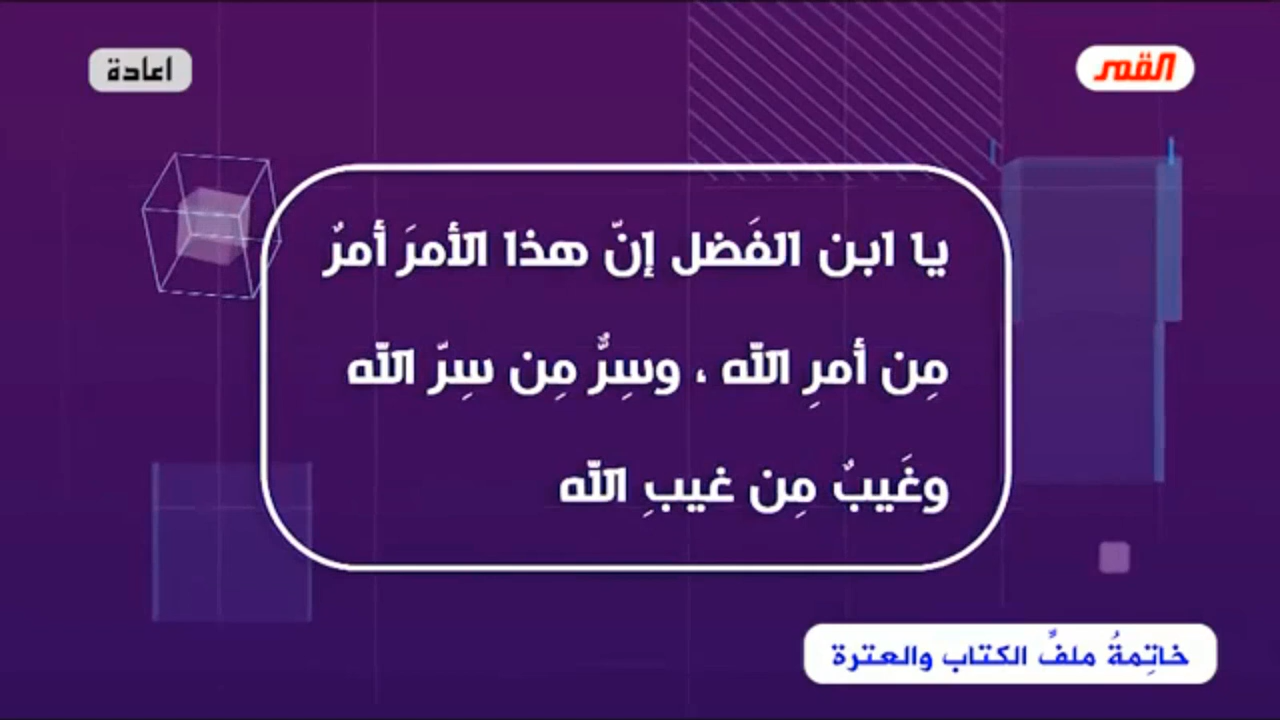 القمر
اعادة
يا ابن الفَضل إنّ هذا الأمرَ أمرٌ
مِن أمرِ الله ، وسِرٌّ مِن سِرّ الله
وغَيبٌ مِن غيبِ الله
خاتِمةُ ملفِّ الكتاب والعترة